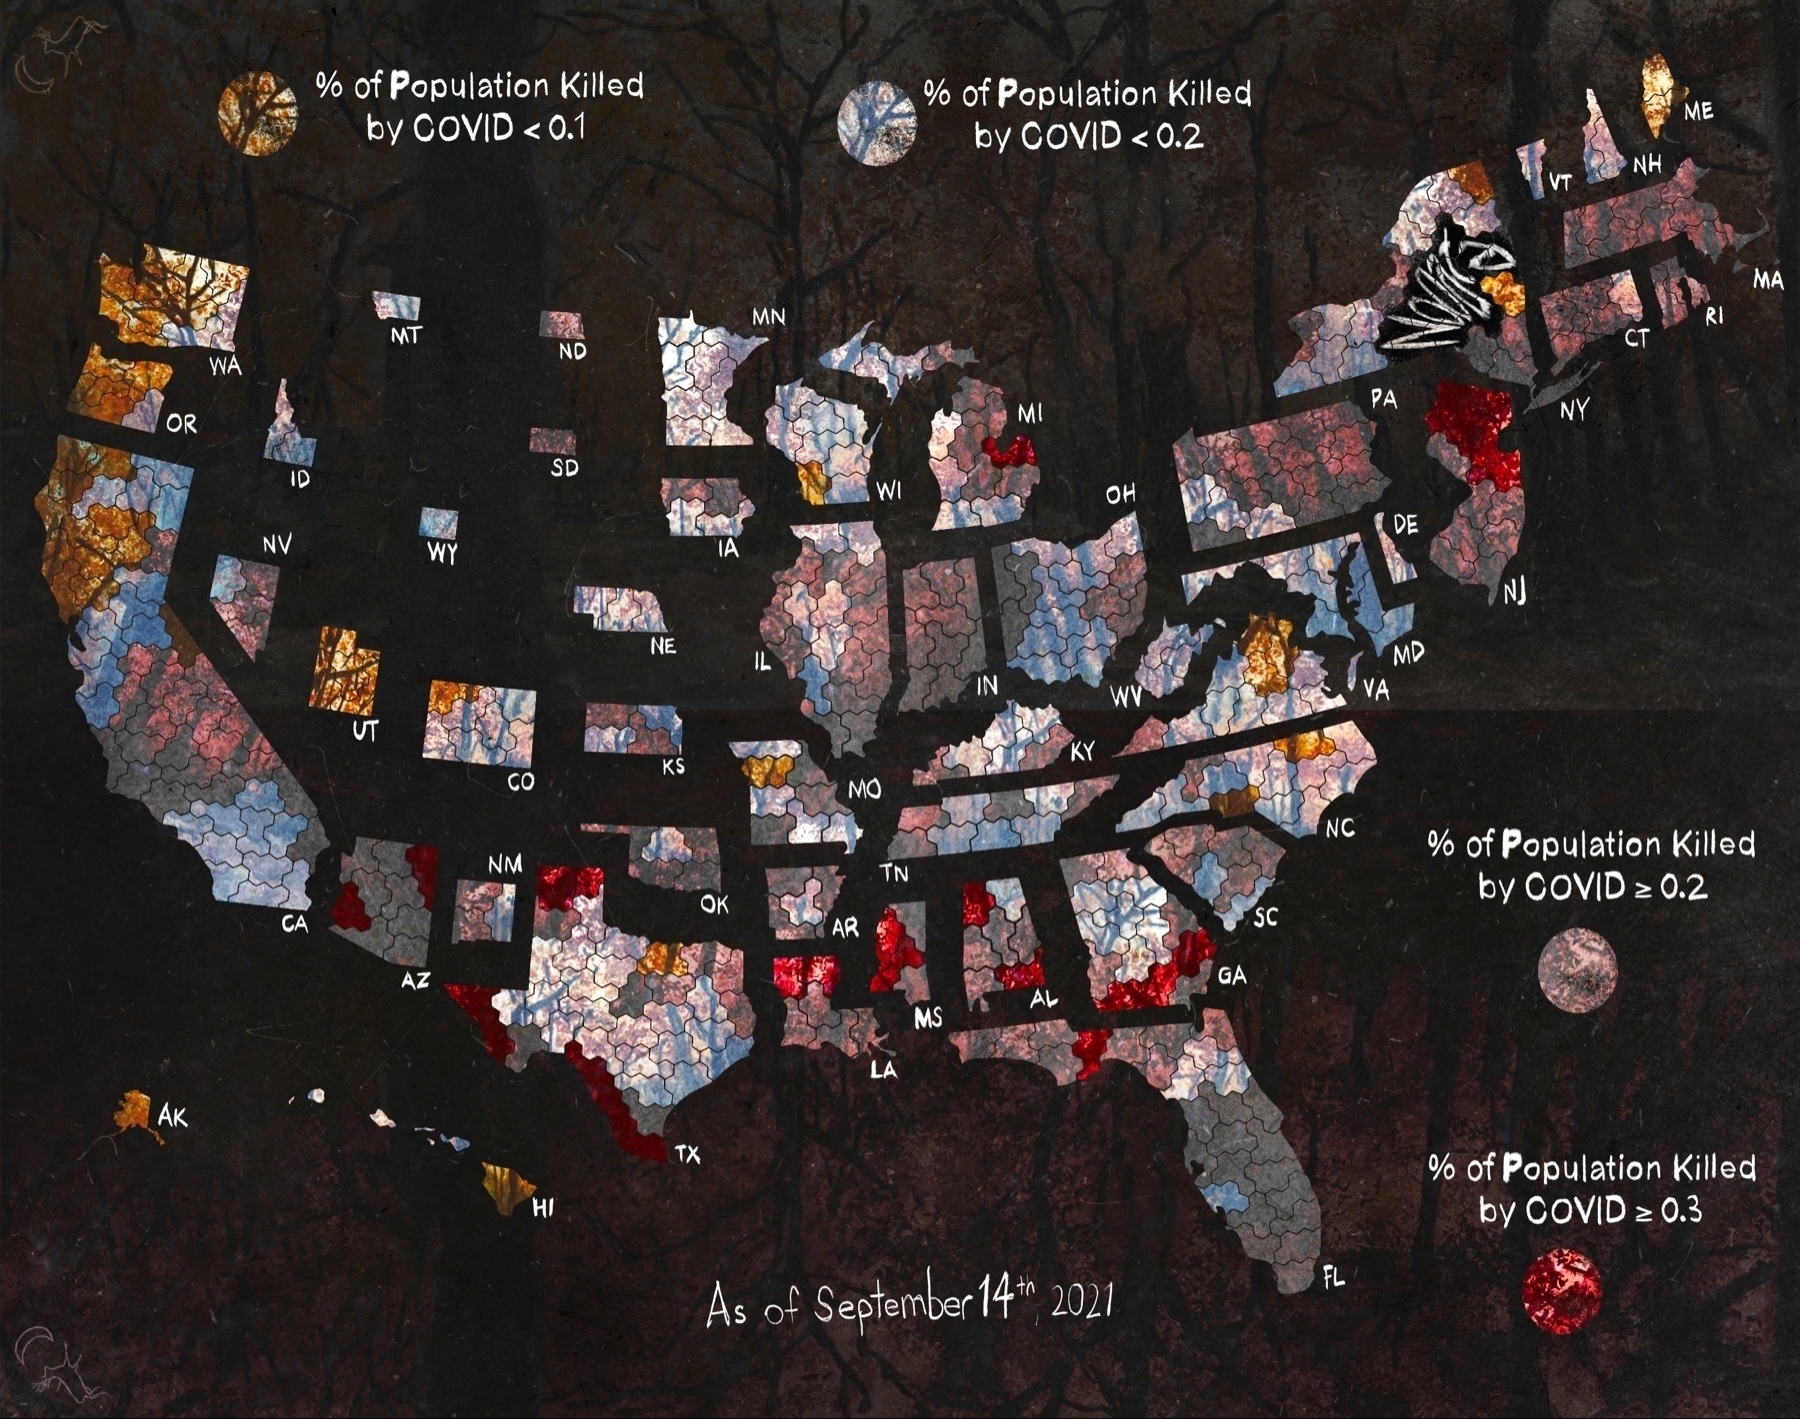 % of Population Killed
by COVID < 0.1
% of Population Killed
by COVID < 0.2
ME
NH
VT
MA
RI
CT
NY
PA
WA
MT
ND
MN
OR
ID
SD
MI
WI
OH
DE
NJ
NV
WY
IA
NE
IL
IN
WV
MD
VA
UT
CO
KS
KY
MO
NC
TN
% of Population Killed
by COVID ≥ 0.2
NM
OK
CA
AR
SC
AZ
GA
AL
MS
LA
AK
TX
HI
FL
% of Population Killed
by COVID ≥ 0.3
As of September 14th, 2021